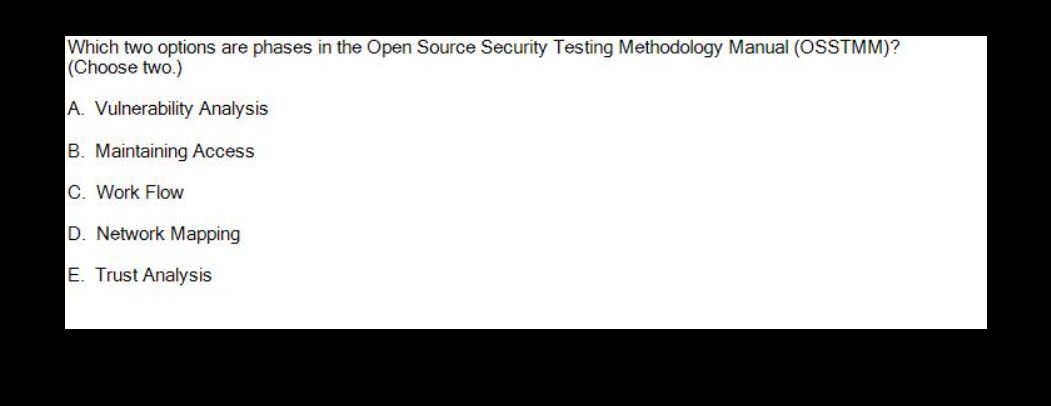 Which two options are phases in the Open Source Security Testing Methodology Manual (OSSTMM)?
(Choose two.)
A. Vulnerability Analysis
B. Maintaining Access
C. Work Flow
D. Network Mapping
E. Trust Analysis